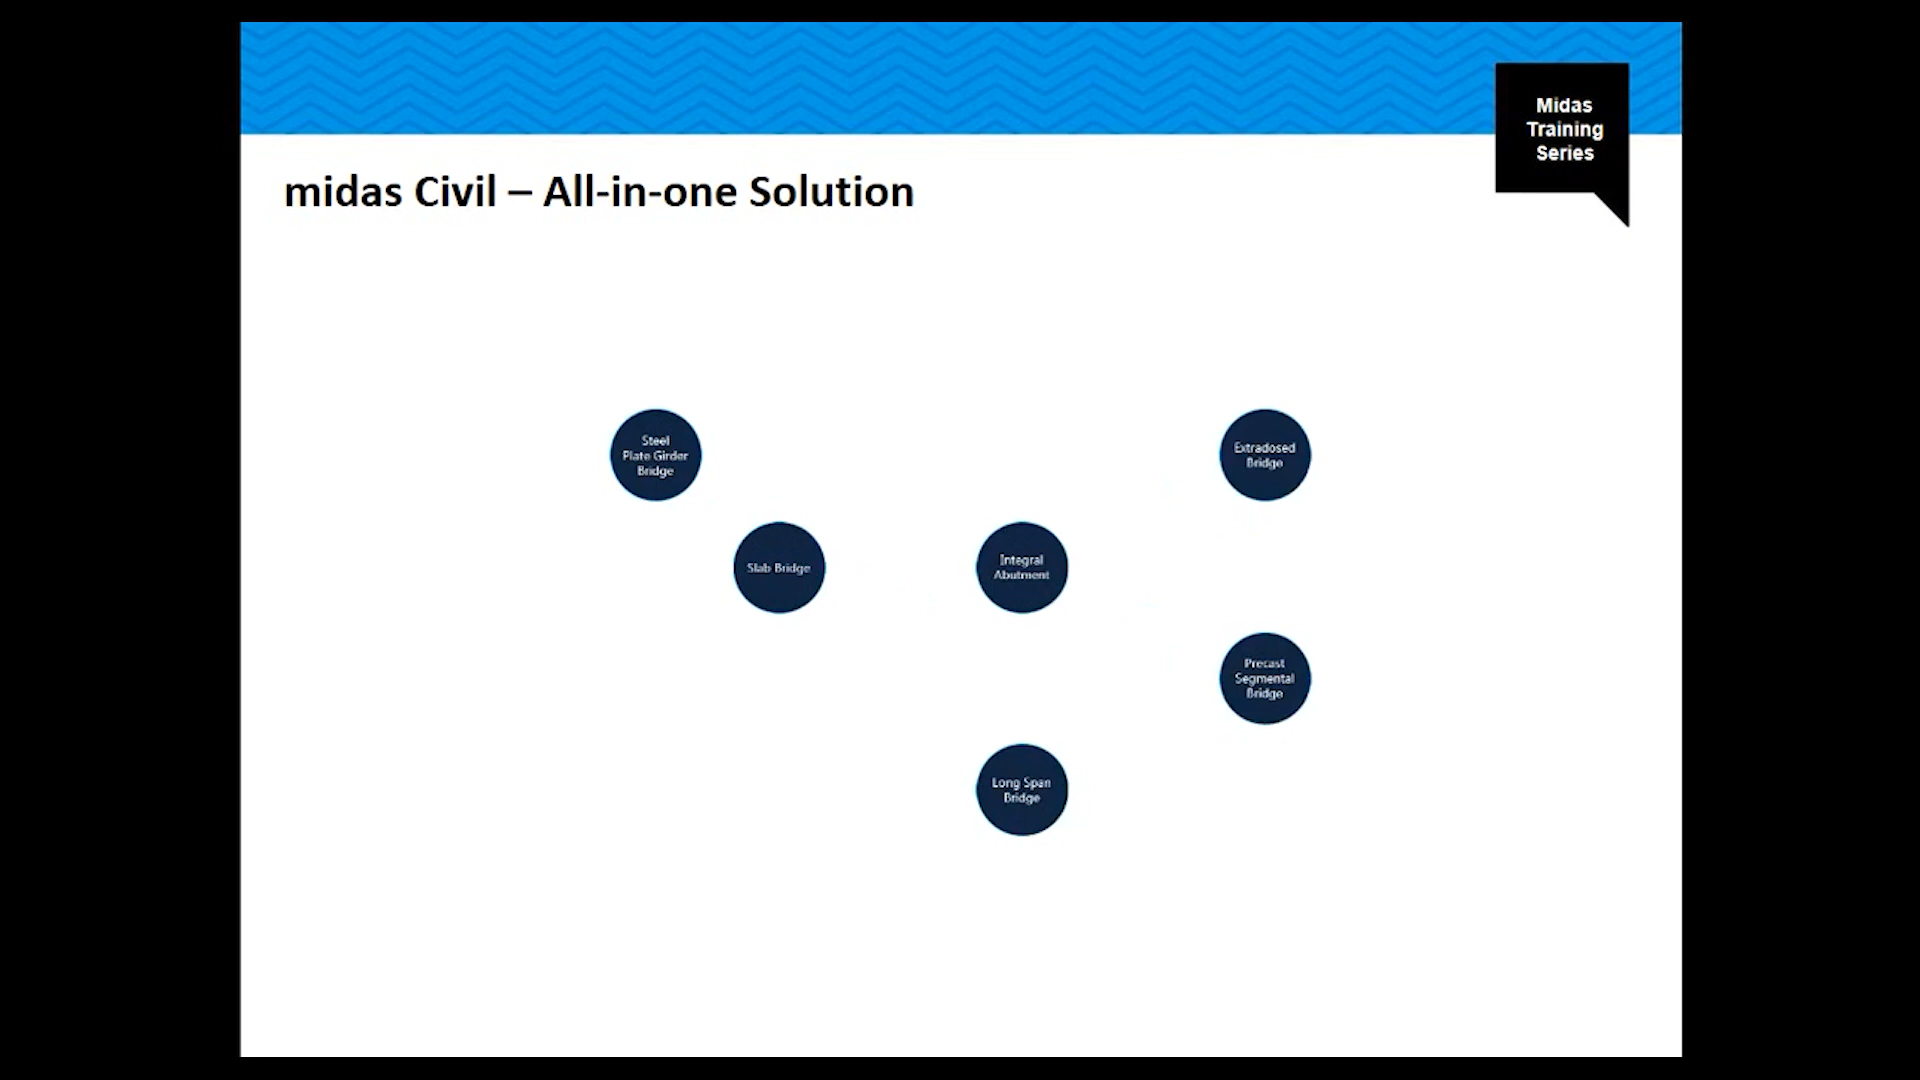 Midas
Training
Series
midas Civil – All-in-one Solution
Steel
Plate Girder
Bridge
Extradosed
Bridge
Slab Bridge
Integral
Abutment
Precast
Segmental
Bridge
Long Span
Bridge